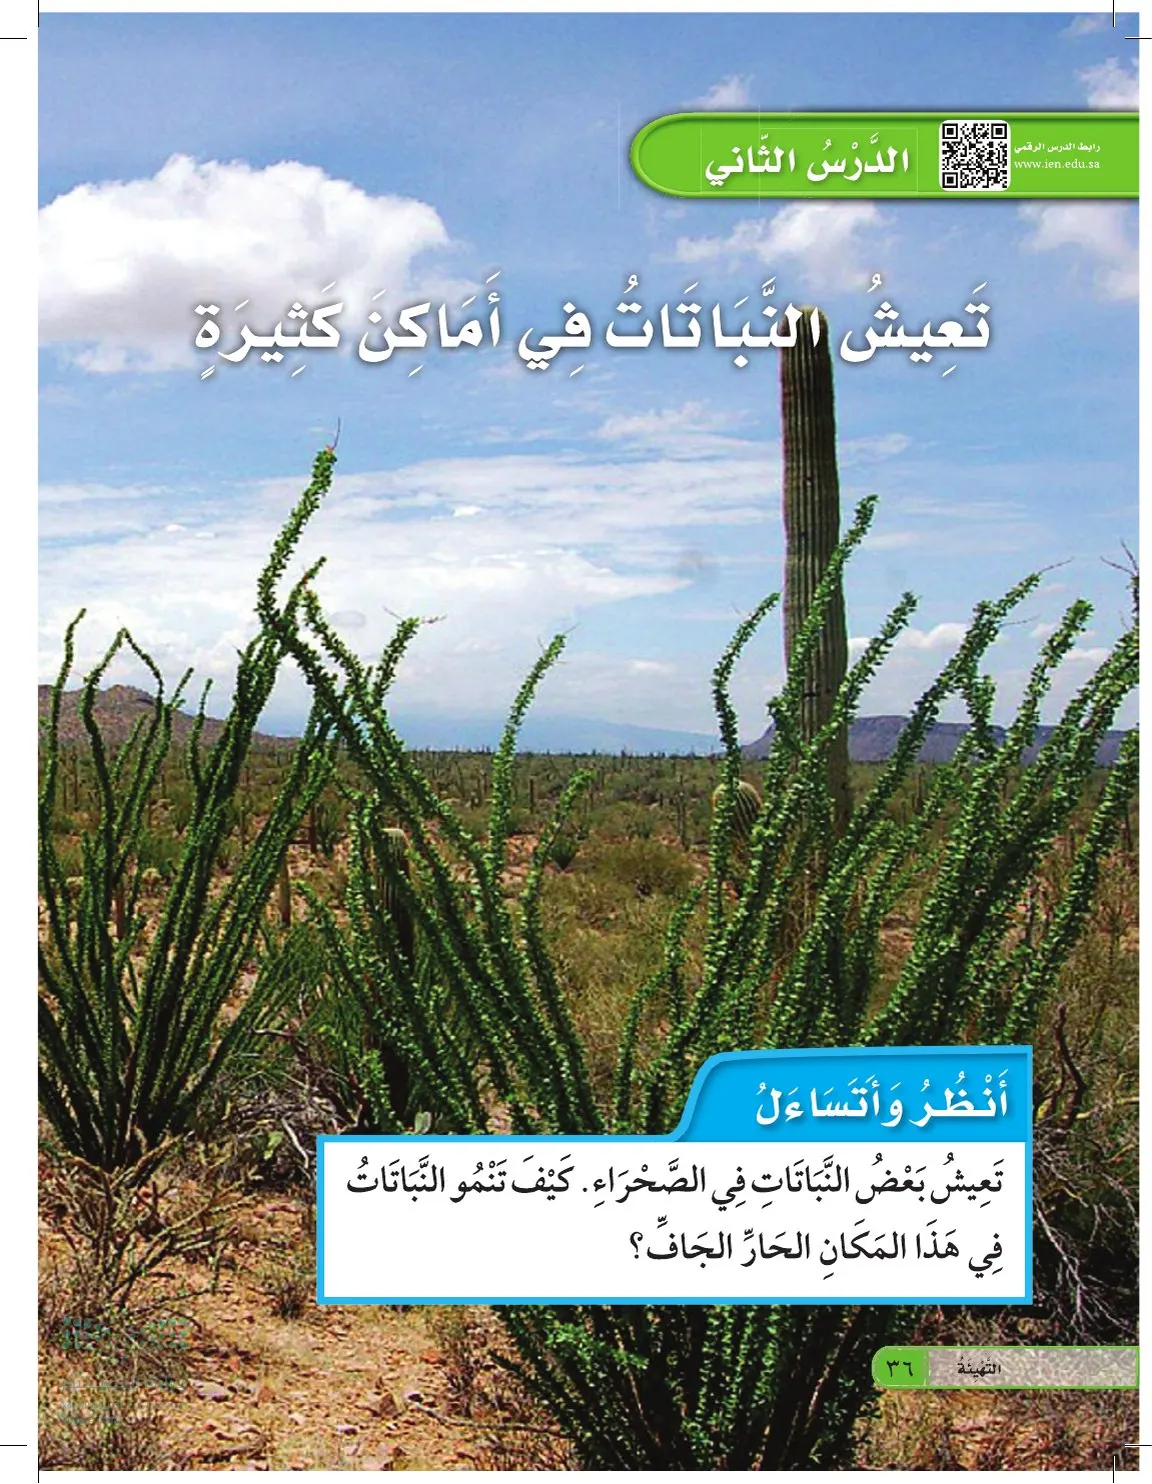 رابط الدرس الرقمي
www.ien.edu.sa
الدَّرْسُ الثّاني
تَعِيشُ النَّبَاتَاتُ فِي أَمَاكِنَ كَثِيرَةٍ
أَنْظُرُ وَأَتَسَاءَلُ
تَعِيشُ بَعْضُ النَّبَاتَاتِ فِي الصَّحْرَاءِ. كَيْفَ تَنْمُو النَّبَاتَاتُ
فِي هَذَا المَكَانِ الحَارِّ الجَافِّ؟
التَّهْيِئَةُ
٣٦